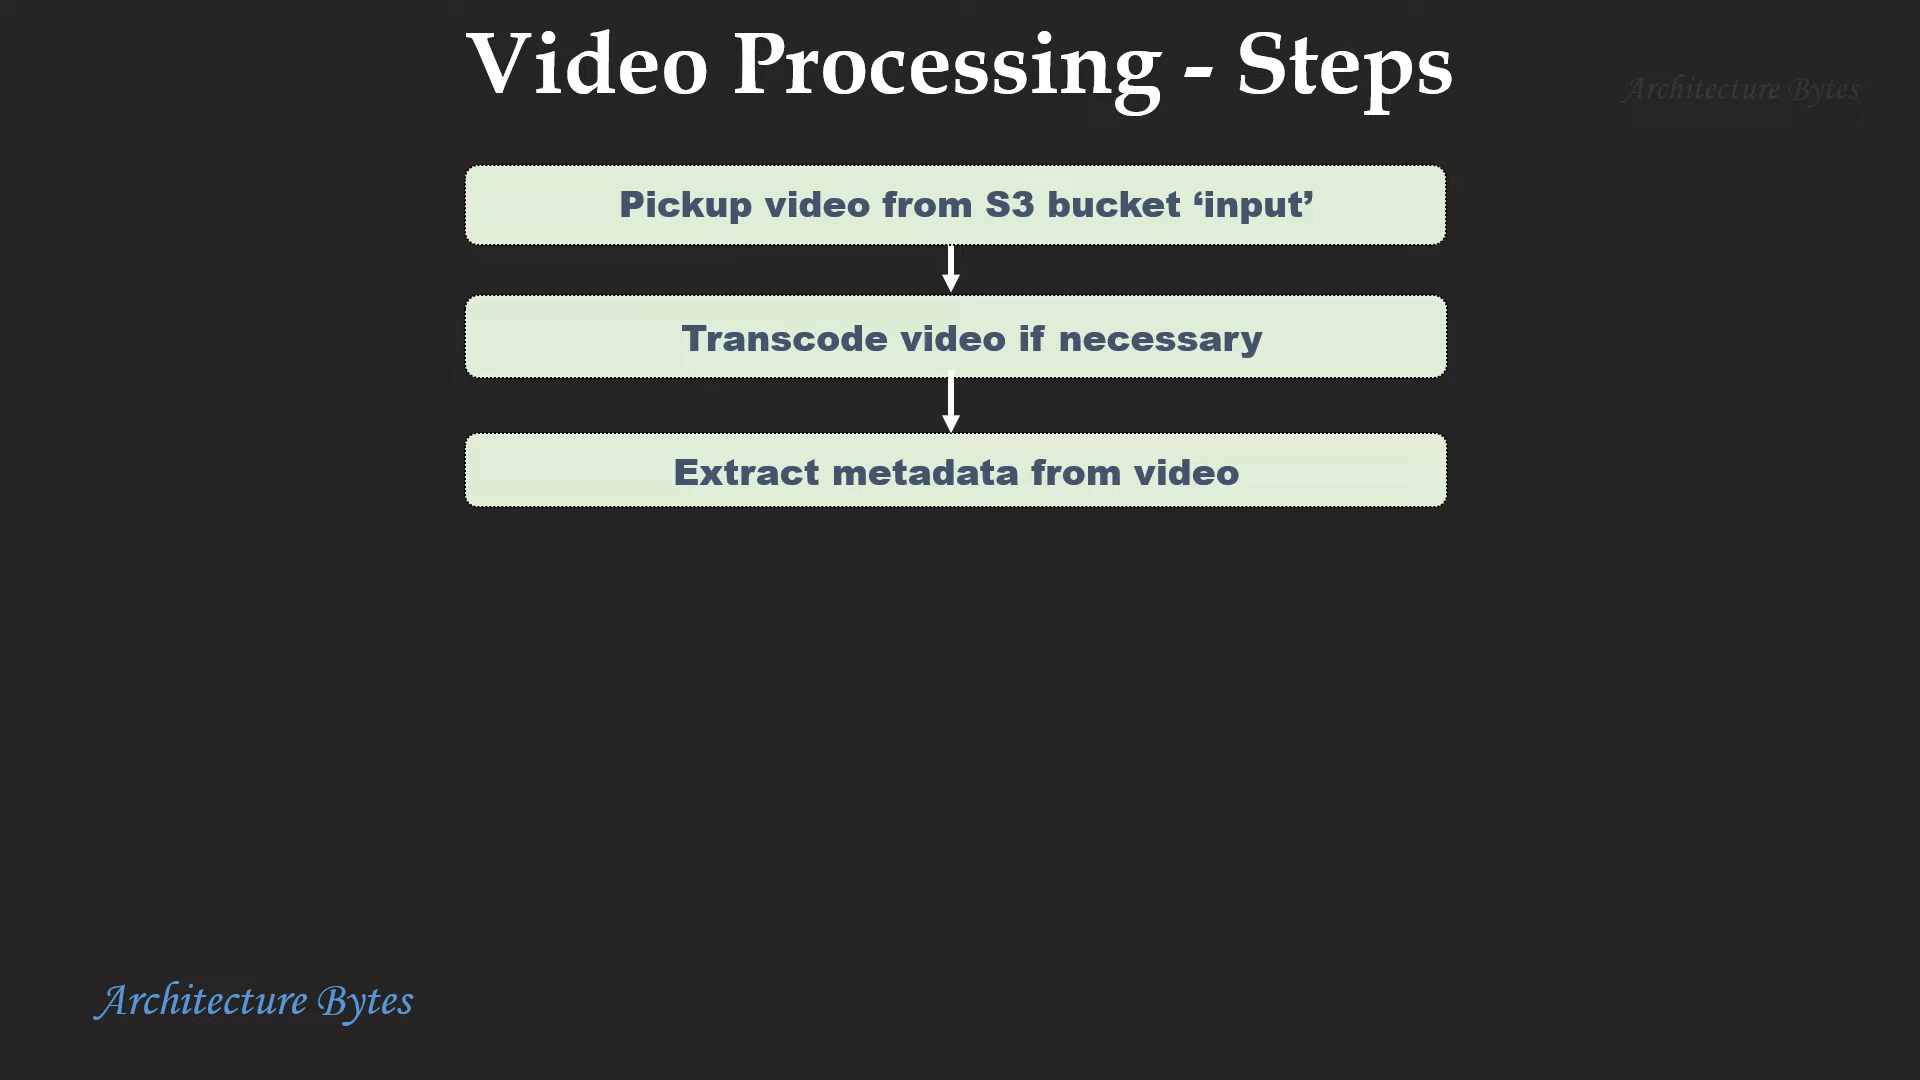 Video Processing - Steps
Architecture Bytes
Pickup video from S3 bucket ‘input’
Transcode video if necessary
Extract metadata from video
Architecture Bytes